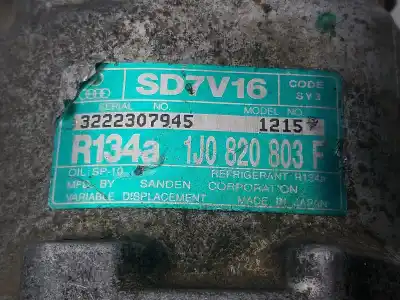 SD7V16 CODE SY3
SERIAL NO. MODEL NO.
3222307945 1215
R134a 1J0 820 803 F
OIL:SP-10 REFRIGERANT:R134a
MFG BY SANDEN CORPORATION
VARIABLE DISPLACEMENT MADE IN JAPAN